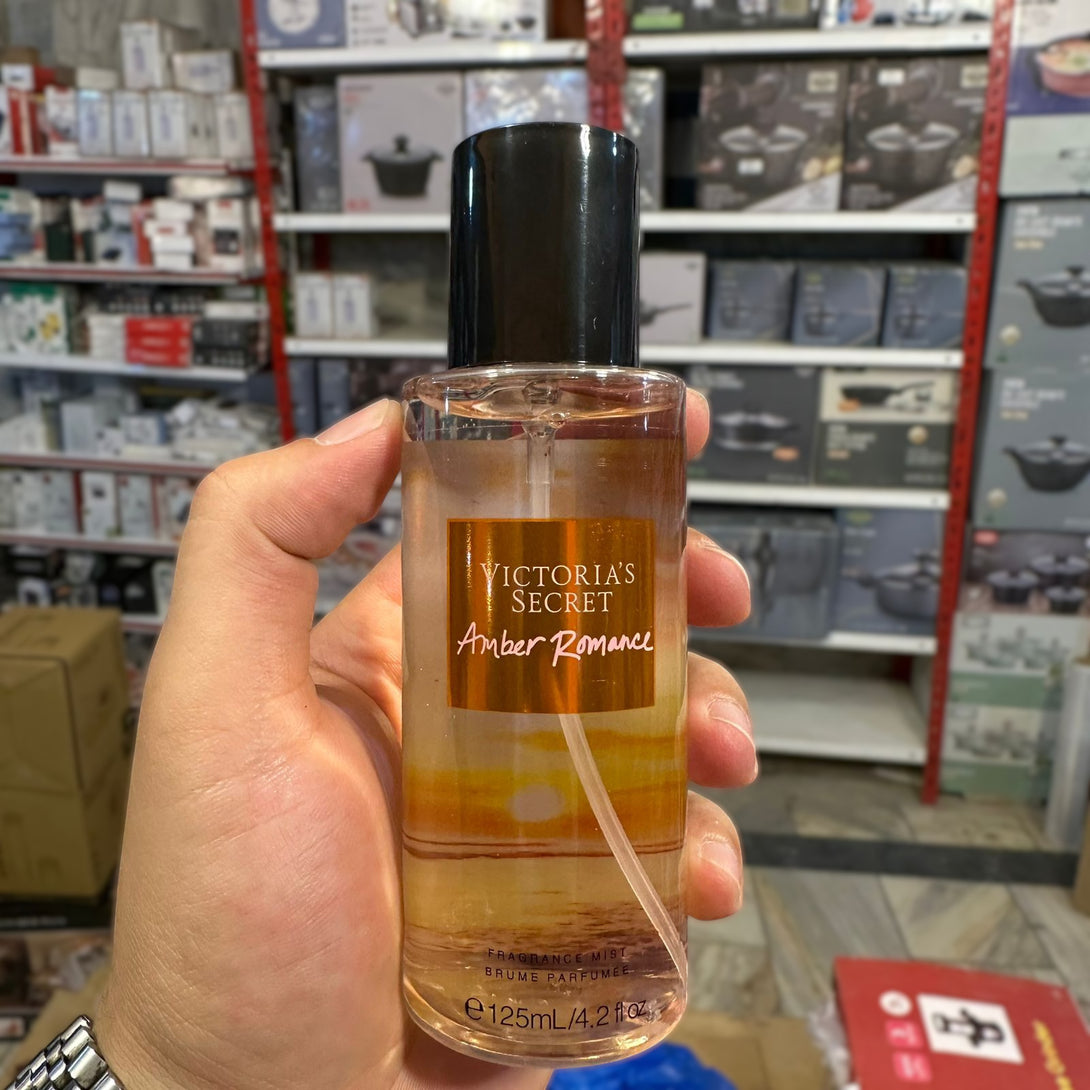 VICTORIA'S
SECRET
Amber Romance
FRAGRANCE MIST
BRUME PARFUMÉE
℮125mL/4.2 fl oz